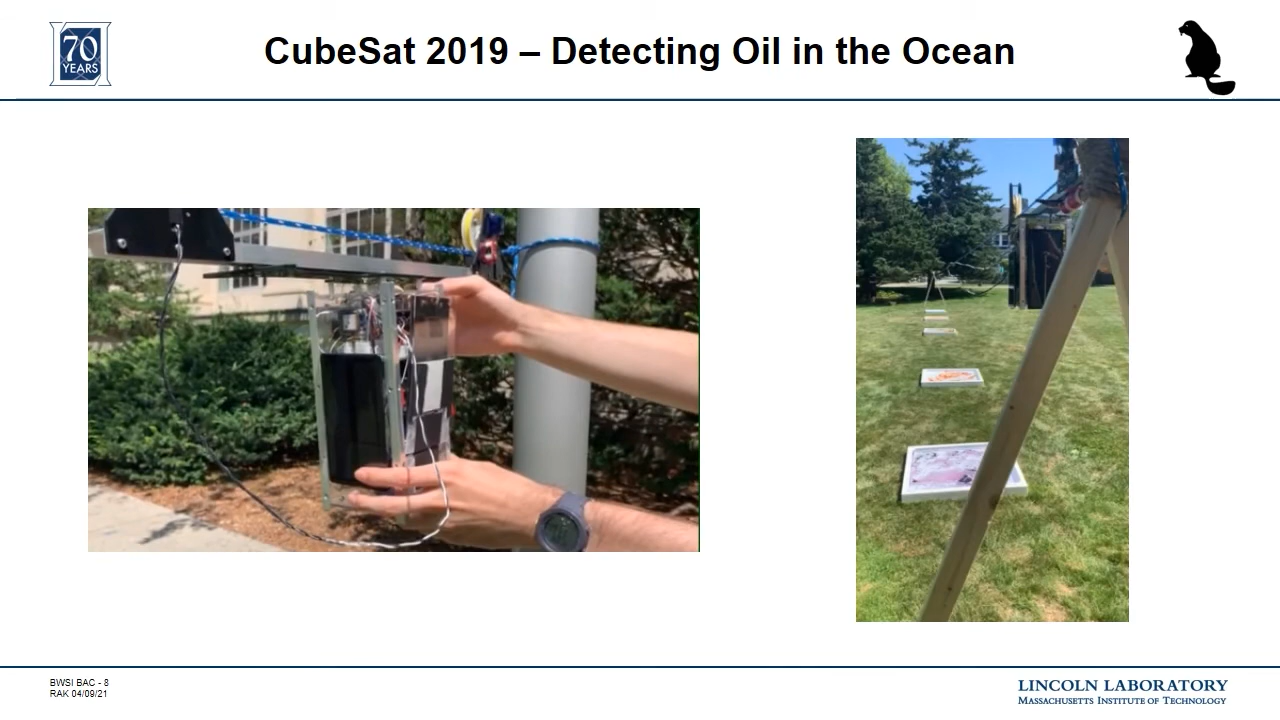 70
YEARS
CubeSat 2019 – Detecting Oil in the Ocean
BWSI BAC - 8
RAK 04/09/21
LINCOLN LABORATORY
MASSACHUSETTS INSTITUTE OF TECHNOLOGY